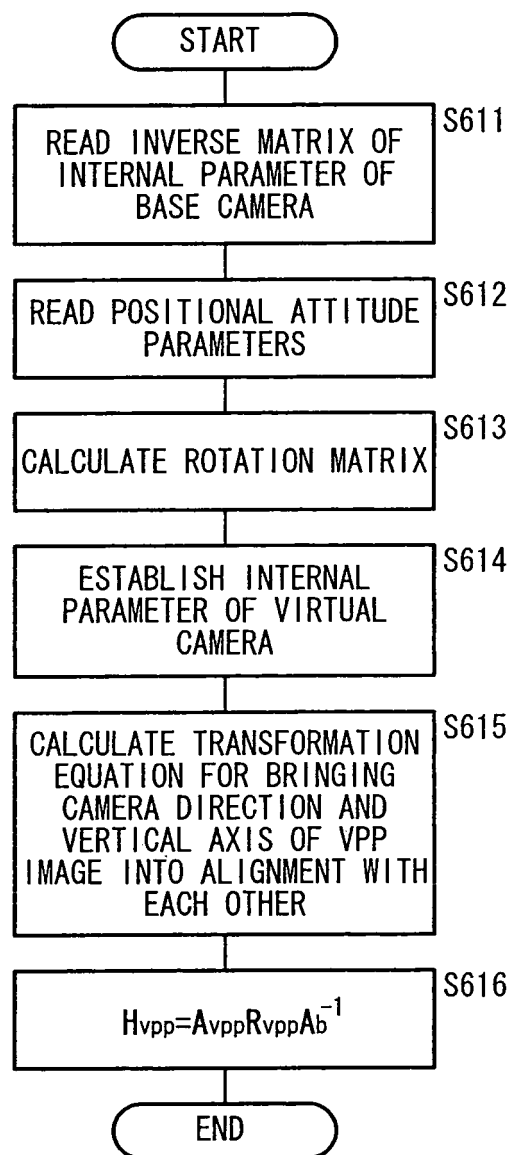 START
S611
READ INVERSE MATRIX OF
INTERNAL PARAMETER OF
BASE CAMERA
S612
READ POSITIONAL ATTITUDE
PARAMETERS
S613
CALCULATE ROTATION MATRIX
S614
ESTABLISH INTERNAL
PARAMETER OF VIRTUAL
CAMERA
S615
CALCULATE TRANSFORMATION
EQUATION FOR BRINGING
CAMERA DIRECTION AND
VERTICAL AXIS OF VPP
IMAGE INTO ALIGNMENT WITH
EACH OTHER
S616
Hvpp=AvppRvppAb⁻¹
END